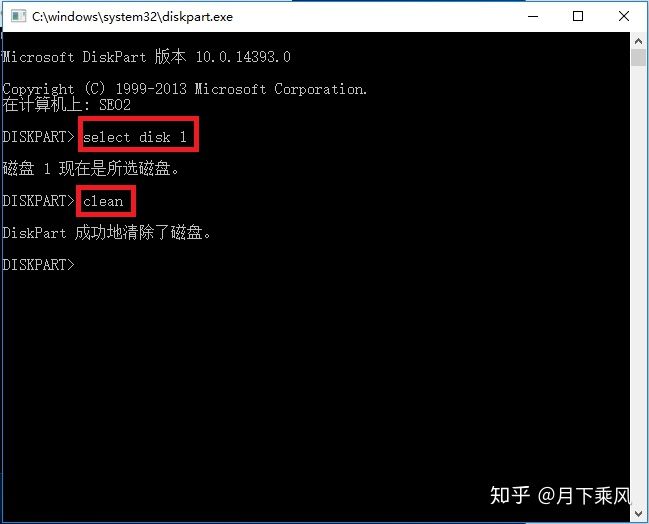 C:\windows\system32\diskpart.exe
Microsoft DiskPart 版本 10.0.14393.0
Copyright (C) 1999-2013 Microsoft Corporation.
在计算机上: SEO2
DISKPART> select disk 1
磁盘 1 现在是所选磁盘。
DISKPART> clean
DiskPart 成功地清除了磁盘。
DISKPART>
知乎 @月下乘风